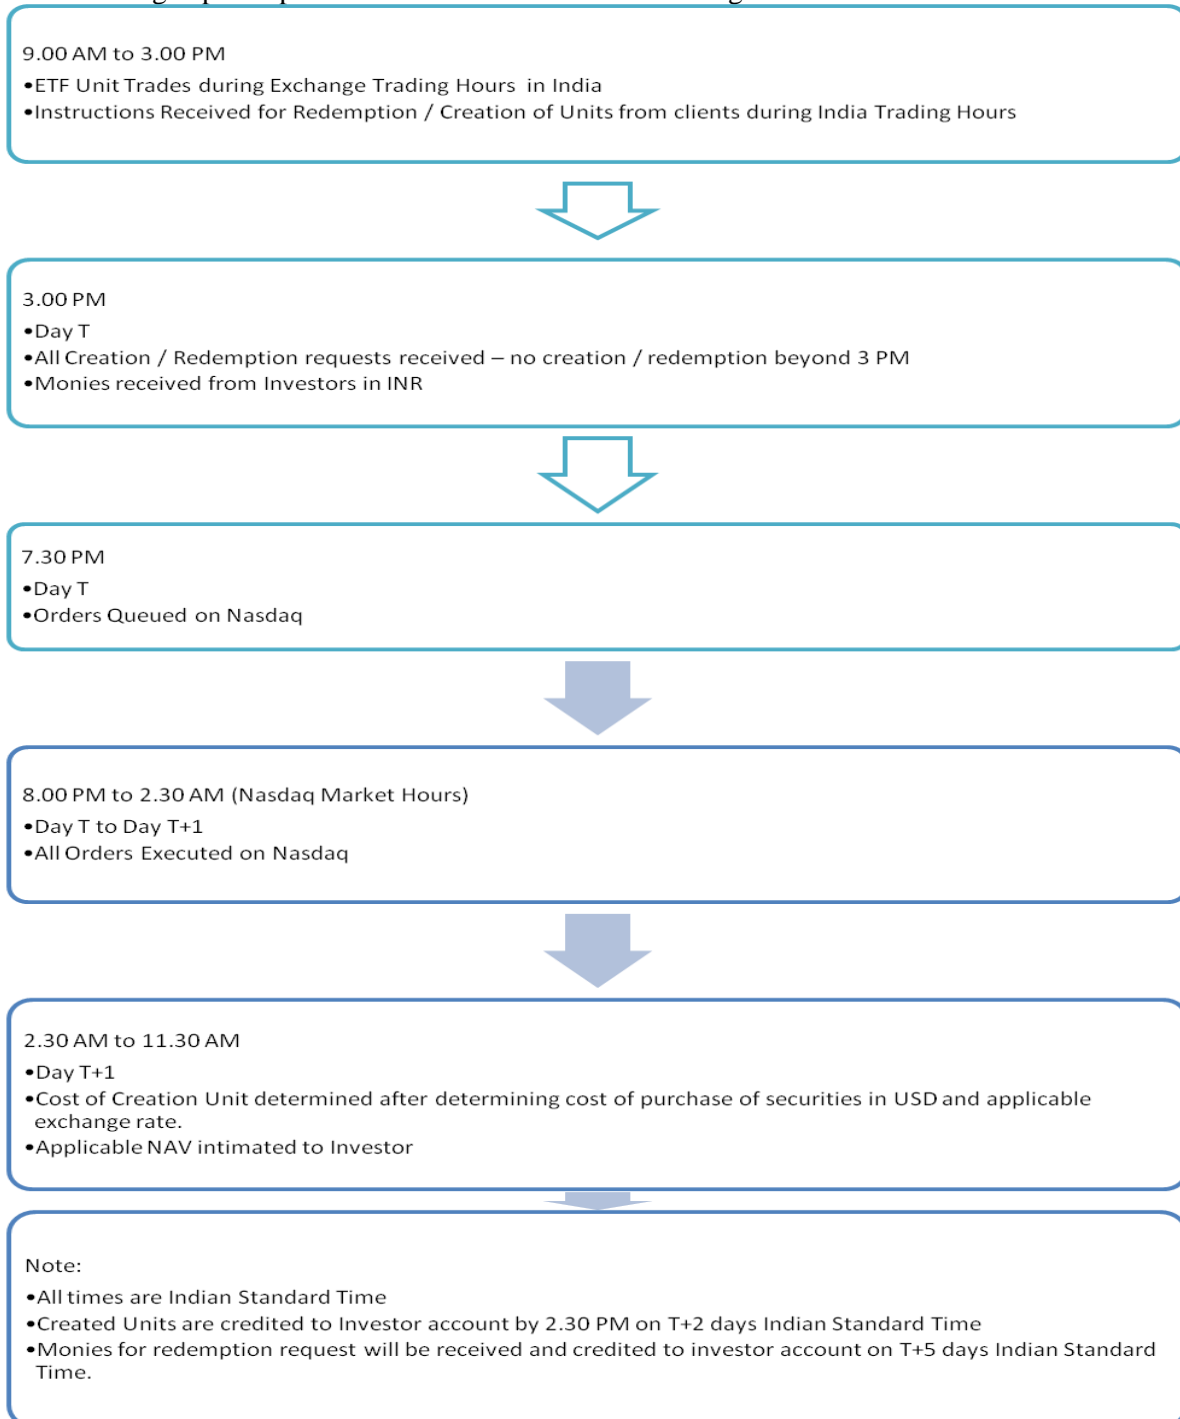 9.00 AM to 3.00 PM
•ETF Unit Trades during Exchange Trading Hours in India
•Instructions Received for Redemption / Creation of Units from clients during India Trading Hours
3.00 PM
•Day T
•All Creation / Redemption requests received – no creation / redemption beyond 3 PM
•Monies received from Investors in INR
7.30 PM
•Day T
•Orders Queued on Nasdaq
8.00 PM to 2.30 AM (Nasdaq Market Hours)
•Day T to Day T+1
•All Orders Executed on Nasdaq
2.30 AM to 11.30 AM
•Day T+1
•Cost of Creation Unit determined after determining cost of purchase of securities in USD and applicable
exchange rate.
•Applicable NAV intimated to Investor
Note:
•All times are Indian Standard Time
•Created Units are credited to Investor account by 2.30 PM on T+2 days Indian Standard Time
•Monies for redemption request will be received and credited to investor account on T+5 days Indian Standard
Time.